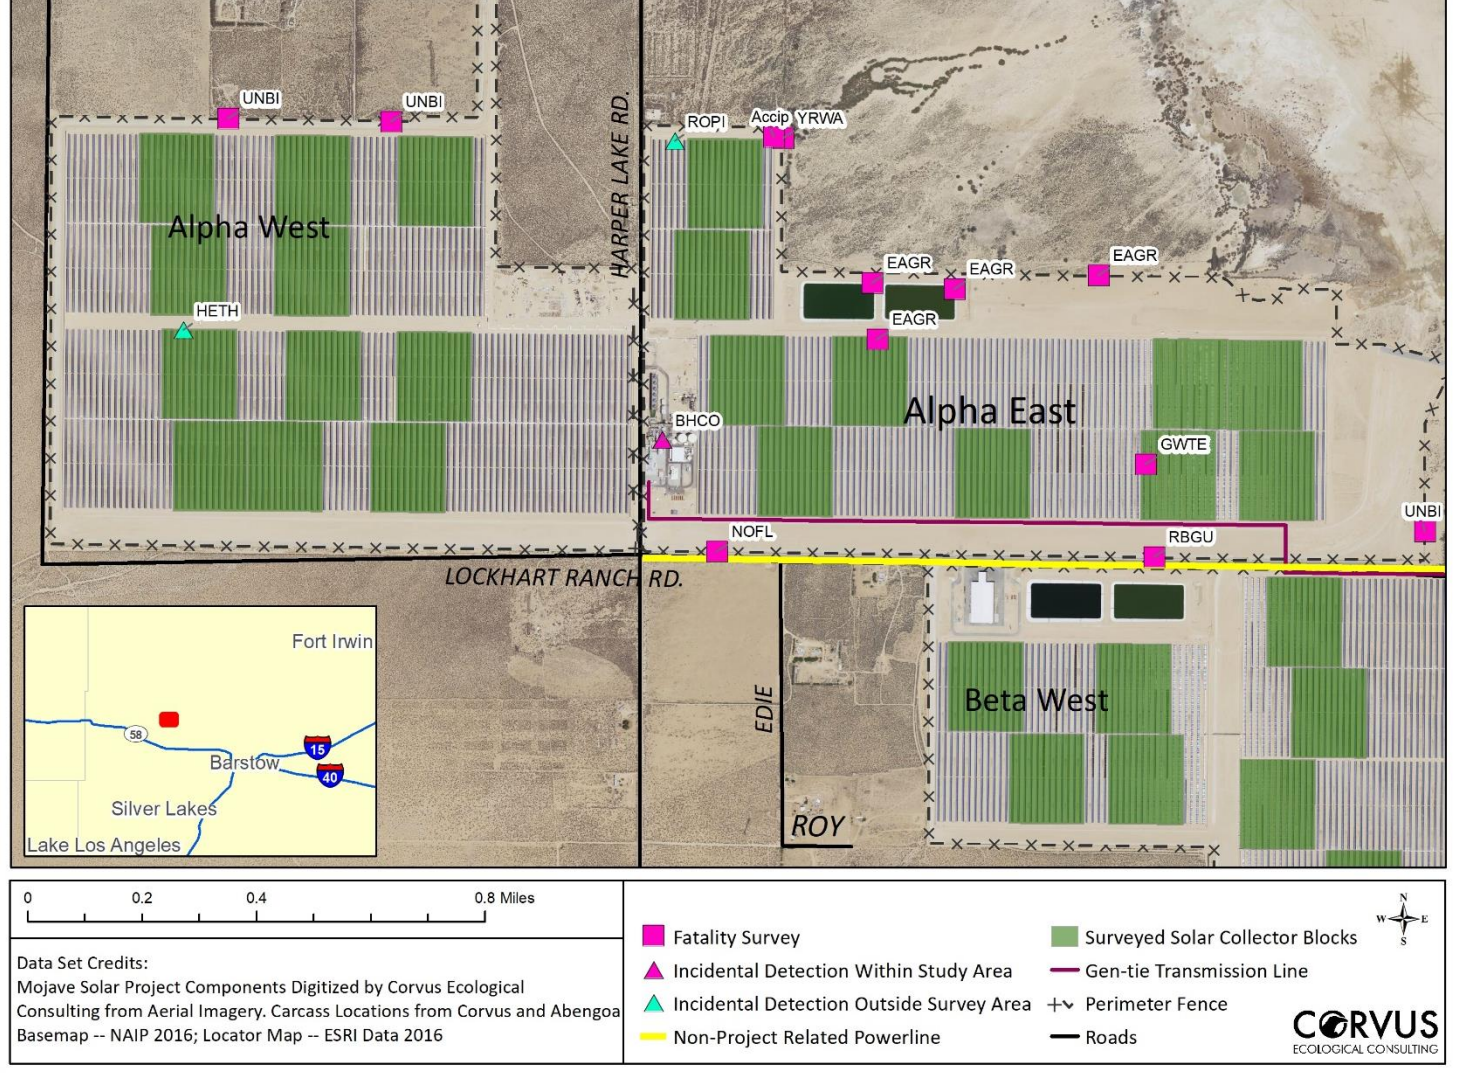 UNBI
UNBI
ROPI
Accip
YRWA
HARPER LAKE RD.
Alpha West
EAGR
EAGR
EAGR
HETH
EAGR
Alpha East
BHCO
GWTE
UNBI
NOFL
RBGU
LOCKHART RANCH RD.
EDIE
Beta West
ROY
Fort Irwin
58
15
Barstow
40
Silver Lakes
Lake Los Angeles
0 0.2 0.4 0.8 Miles
Data Set Credits:
Mojave Solar Project Components Digitized by Corvus Ecological
Consulting from Aerial Imagery. Carcass Locations from Corvus and Abengoa
Basemap -- NAIP 2016; Locator Map -- ESRI Data 2016
Fatality Survey
Incidental Detection Within Study Area
Incidental Detection Outside Survey Area
Non-Project Related Powerline
Surveyed Solar Collector Blocks
Gen-tie Transmission Line
Perimeter Fence
Roads
N
W E
S
CORVUS
ECOLOGICAL CONSULTING